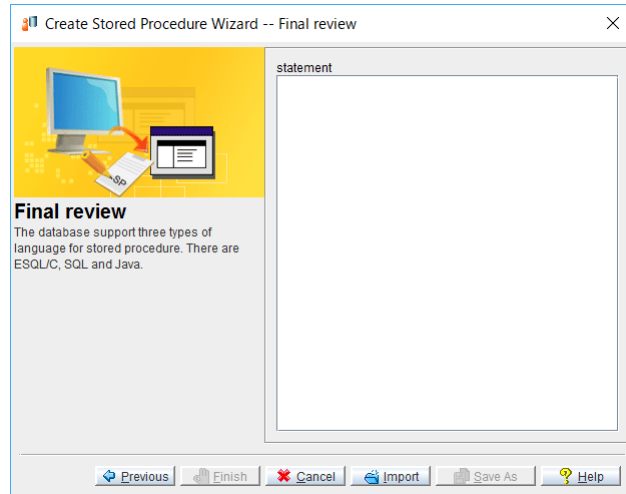 Create Stored Procedure Wizard -- Final review
statement
SP
Final review
The database support three types of
language for stored procedure. There are
ESQL/C, SQL and Java.
Previous
Finish
Cancel
Import
Save As
Help